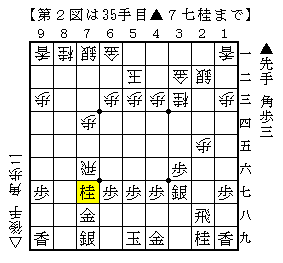 【第２図は35手目▲７七桂まで】
９ ８ ７ ６ ５ ４ ３ ２ １
香 桂 銀 金 香 一
王 金 銀 二
歩 歩 歩 歩 桂 歩 三
歩 四
歩 五
飛 歩 六
歩 桂 歩 歩 歩 銀 歩 七
金 飛 八
香 銀 玉 金 桂 香 九
▲先手 角歩三
△後手 角歩二